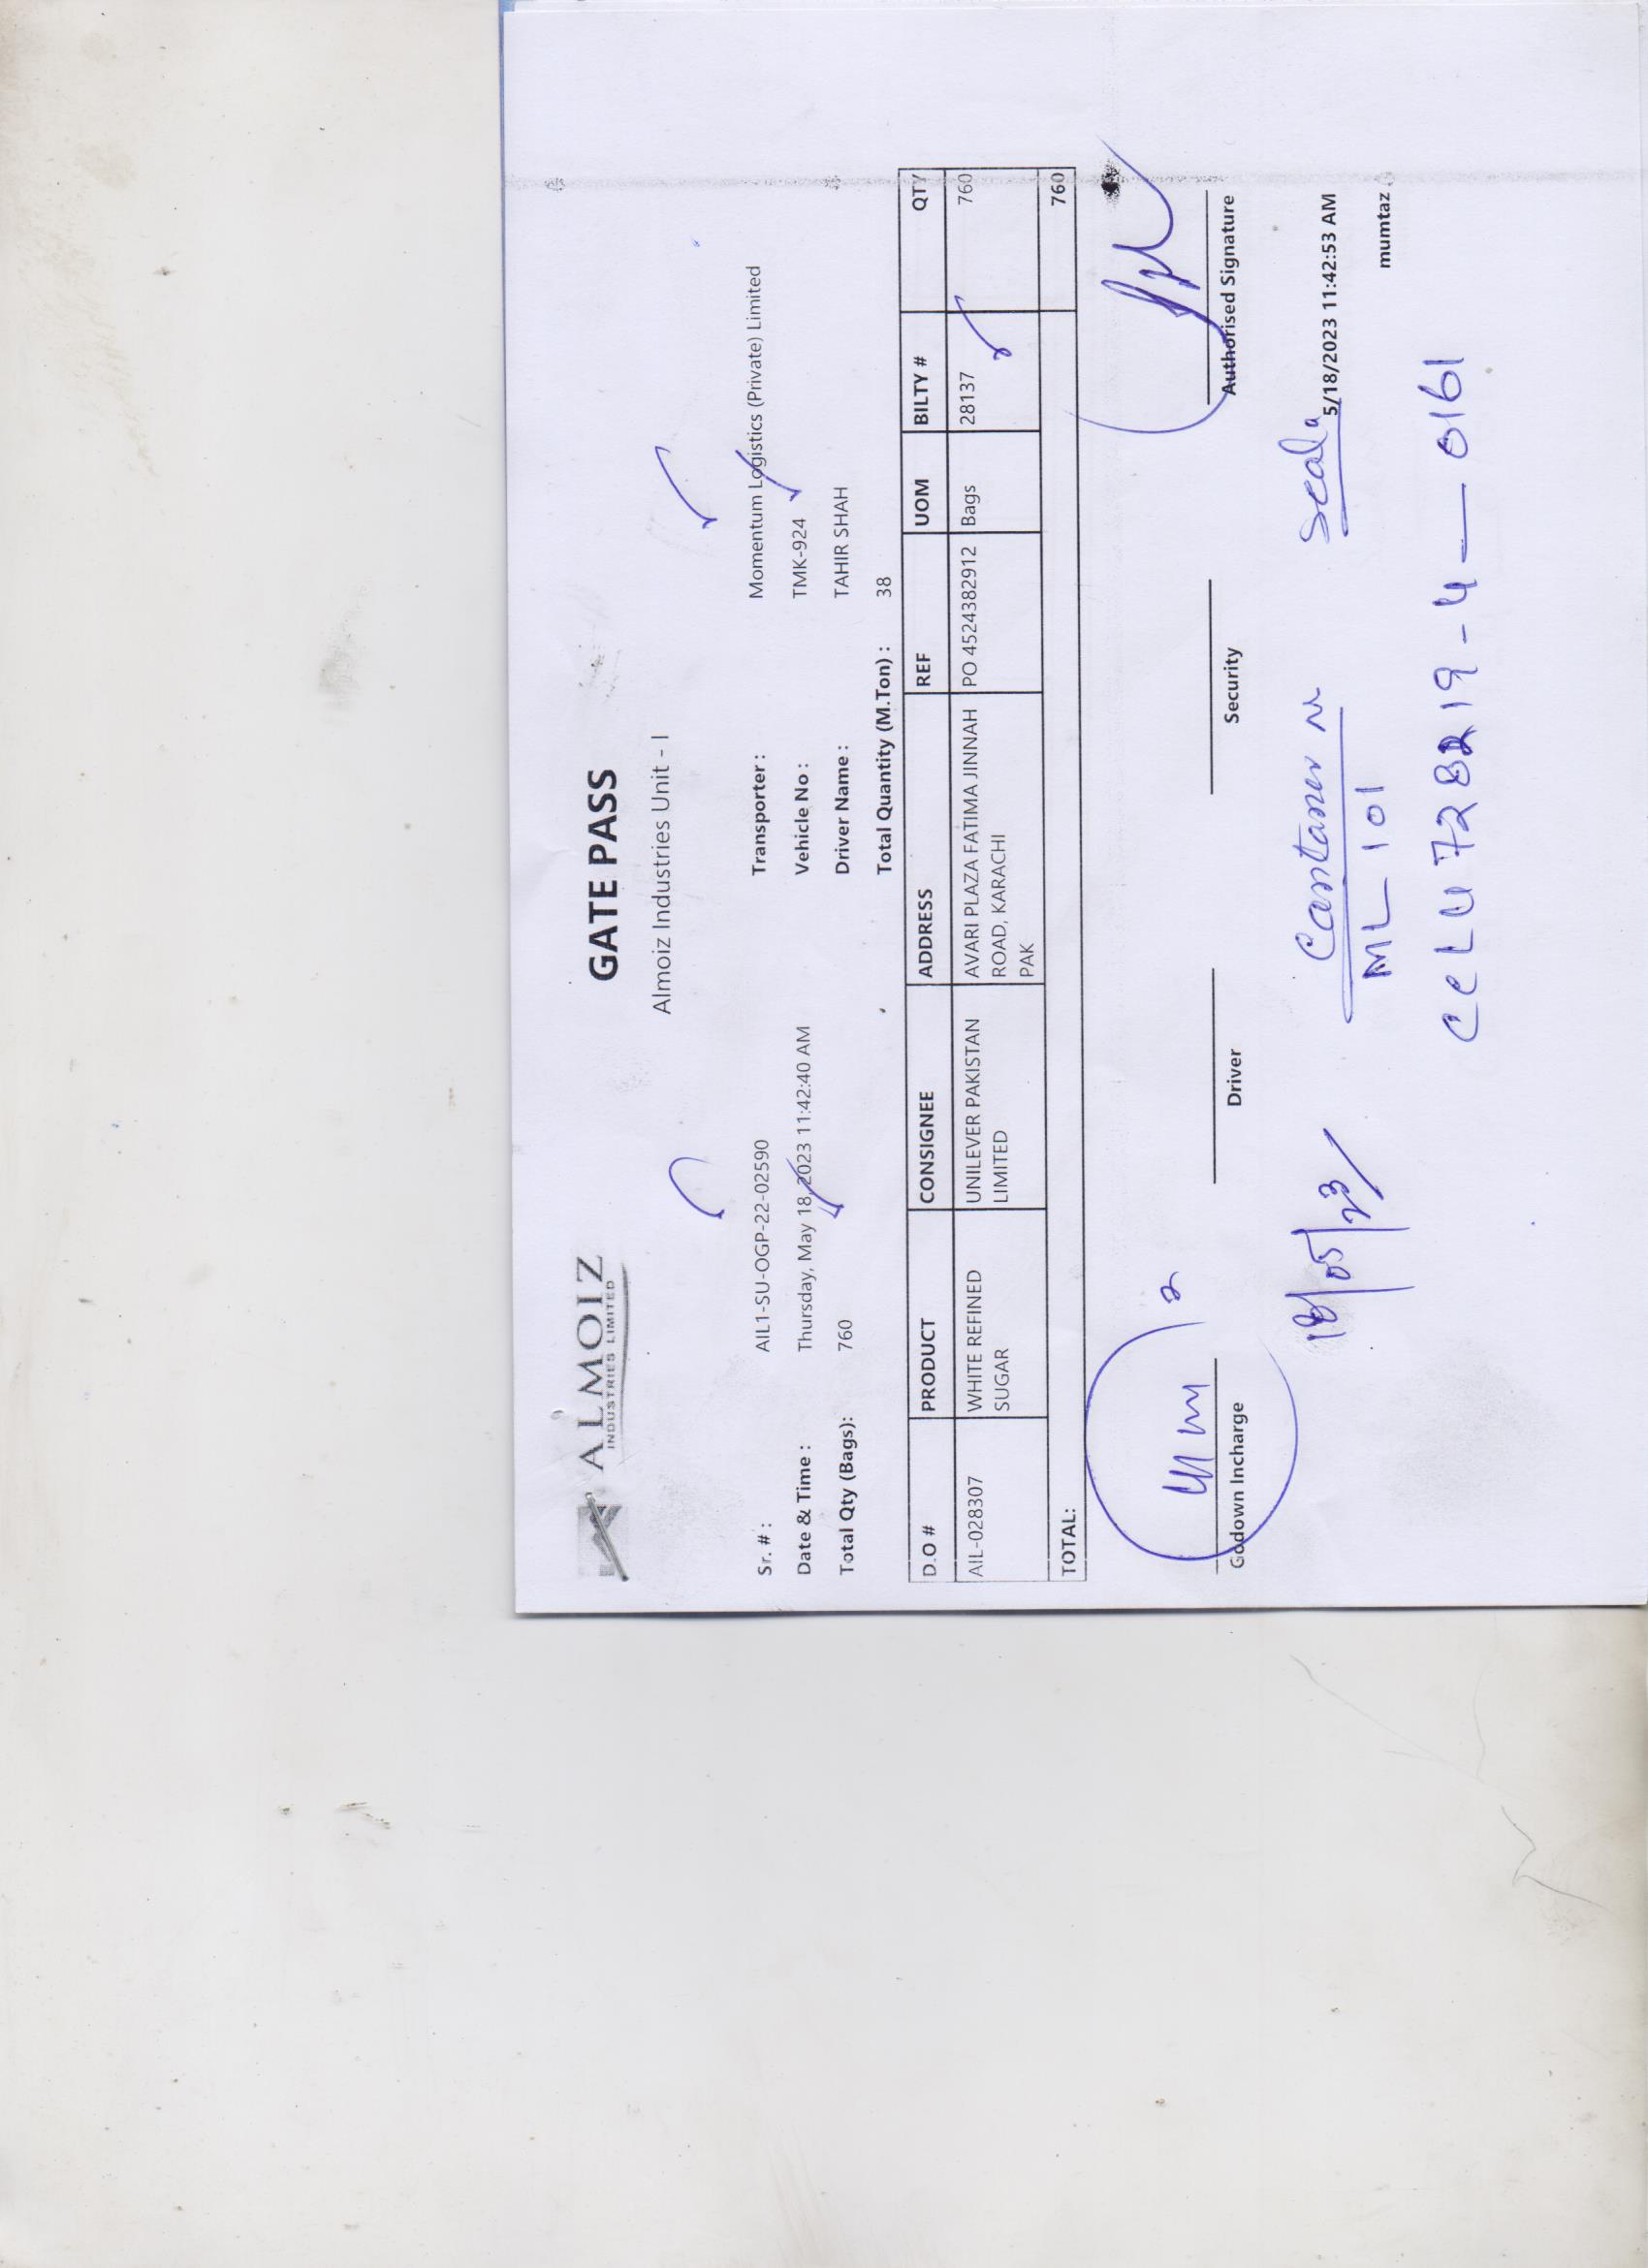 ALMOIZ
INDUSTRIES LIMITED
GATE PASS
Almoiz Industries Unit - I
Sr. # : AIL1-SU-OGP-22-02590 Transporter : Momentum Logistics (Private) Limited
Date & Time : Thursday, May 18, 2023 11:42:40 AM Vehicle No : TMK-924
Total Qty (Bags): 760 Driver Name : TAHIR SHAH
Total Quantity (M.Ton) : 38
D.O # PRODUCT CONSIGNEE ADDRESS REF UOM BILTY # QTY
AIL-028307 WHITE REFINED UNILEVER PAKISTAN AVARI PLAZA FATIMA JINNAH PO 4524382912 Bags 28137 760
SUGAR LIMITED ROAD, KARACHI
PAK
TOTAL: 760
Godown Incharge Driver Security Authorised Signature
18/05/23 Cantaner Seal
5/18/2023 11:42:53 AM
ML 101
mumtaz
CCLU 728219-4 — 0161